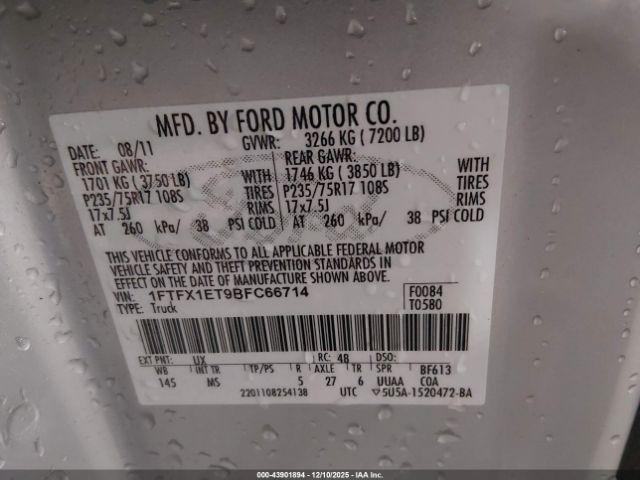 MFD. BY FORD MOTOR CO.
DATE: 08/11 GVWR: 3266 KG ( 7200 LB)
FRONT GAWR: REAR GAWR:
1701 KG ( 3750 LB) WITH 1746 KG ( 3850 LB) WITH
P235/75R17 108S TIRES P235/75R17 108S TIRES
17x7.5J RIMS 17x7.5J RIMS
AT 260 kPa/ 38 PSI COLD AT 260 kPa/ 38 PSI COLD
THIS VEHICLE CONFORMS TO ALL APPLICABLE FEDERAL MOTOR
VEHICLE SAFETY AND THEFT PREVENTION STANDARDS IN
EFFECT ON THE DATE OF MANUFACTURE SHOWN ABOVE.
VIN: 1FTFX1ET9BFC66714 F0084
TYPE: Truck T0580
EXT PNT: UX RC: 48 DSO:
WB INT TR TP/PS R AXLE TR SPR BF613
145 MS 5 27 6 UUAA COA
2201108254138 UTC ▽5U5A-1520472-BA
Ford
000-43901894 • 12/10/2025 • IAA Inc.